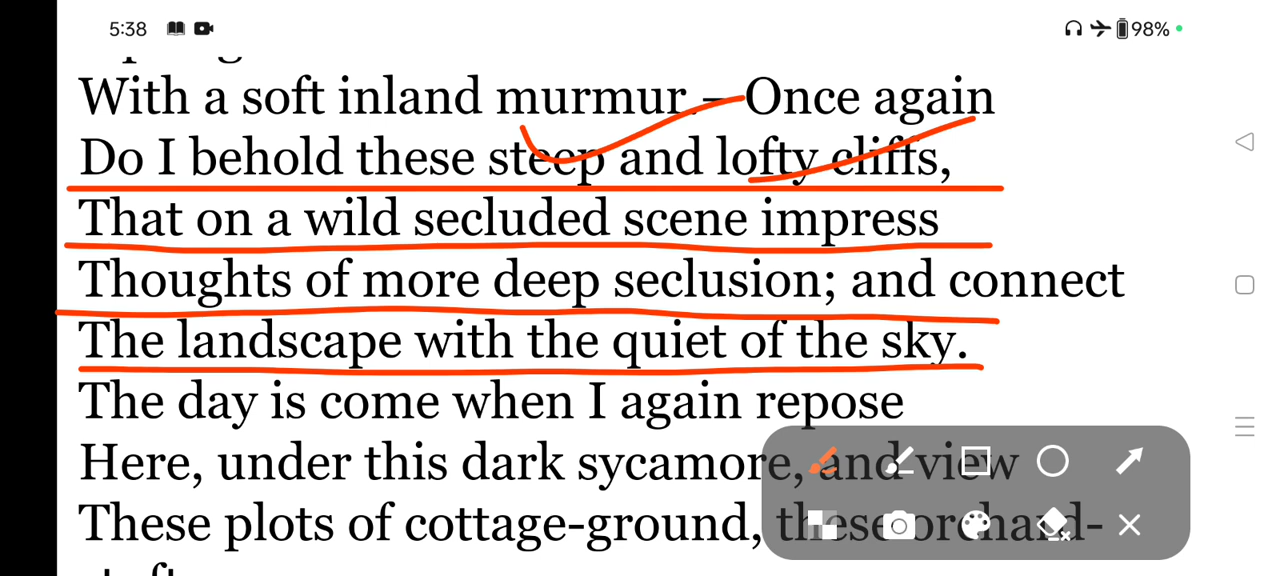 5:38 98%
With a soft inland murmur. – Once again
Do I behold these steep and lofty cliffs,
That on a wild secluded scene impress
Thoughts of more deep seclusion; and connect
The landscape with the quiet of the sky.
The day is come when I again repose
Here, under this dark sycamore, and view
These plots of cottage-ground, these orchard-